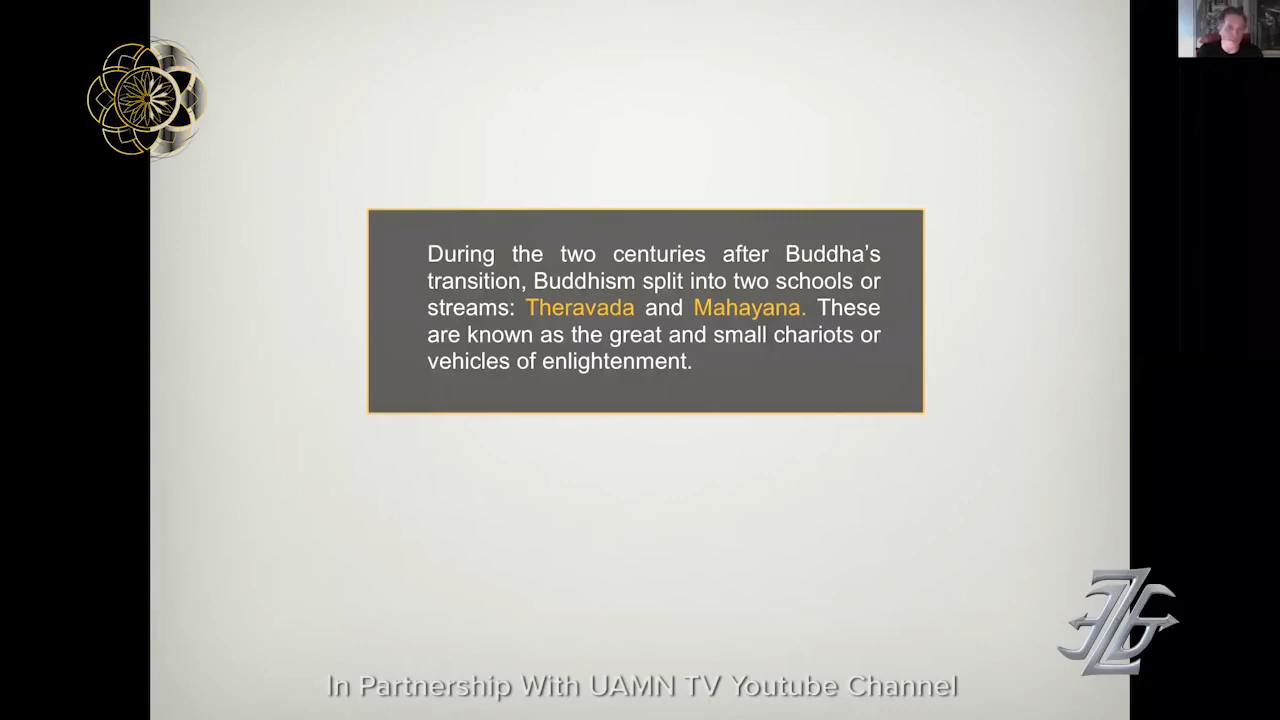 During the two centuries after Buddha’s
transition, Buddhism split into two schools or
streams: Theravada and Mahayana. These
are known as the great and small chariots or
vehicles of enlightenment.
In Partnership With UAMN TV Youtube Channel